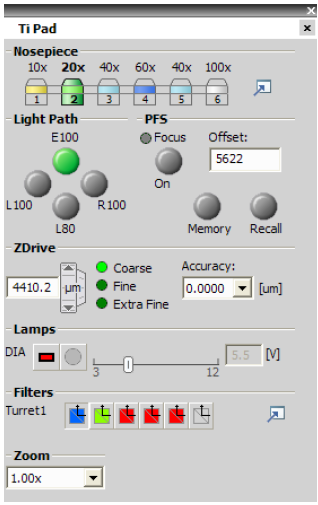 Ti Pad
Nosepiece
10x 20x 40x 60x 40x 100x
1 2 3 4 5 6
Light Path
E100
L100 R100
L80
PFS
Focus Offset:
5622
On
Memory Recall
ZDrive
4410.2 µm
Coarse
Fine
Extra Fine
Accuracy:
0.0000 [um]
Lamps
DIA
3 12
5.5 [V]
Filters
Turret1
Zoom
1.00x